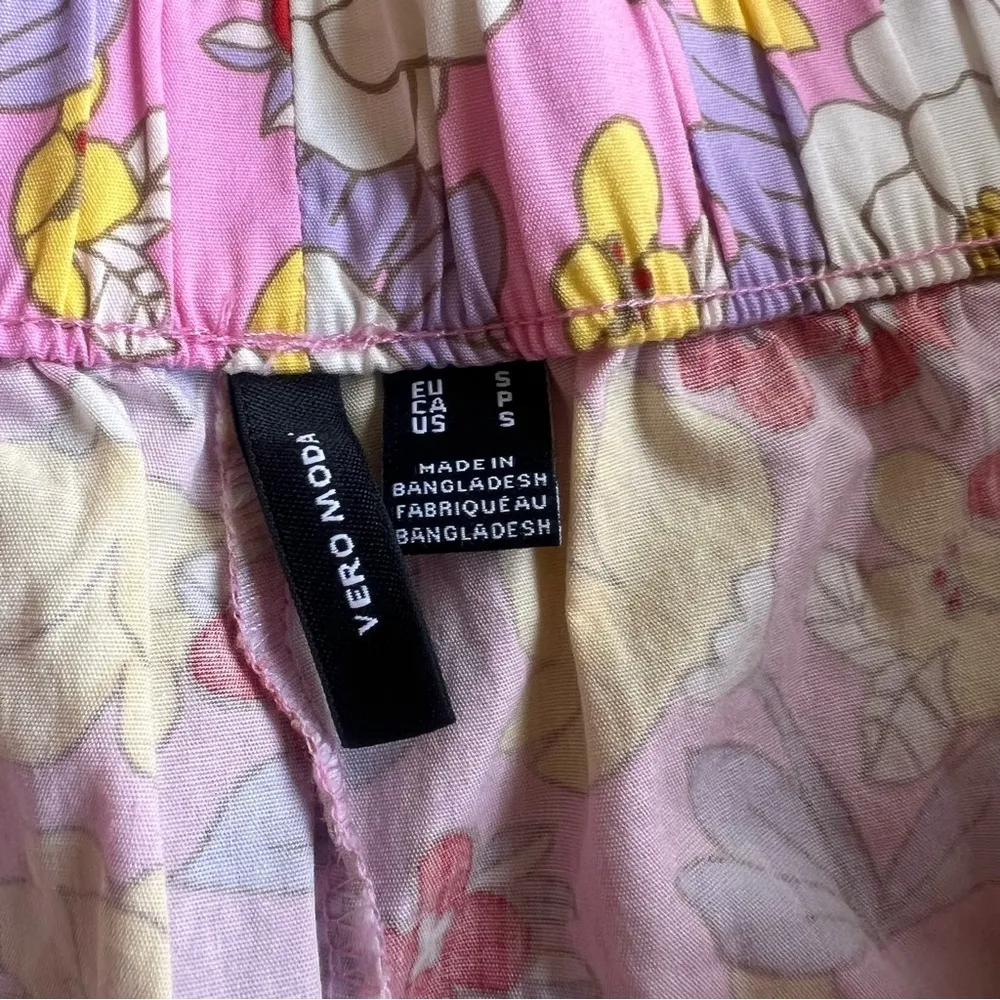 VERO MODA
EU S
CA P
US S
MADE IN
BANGLADESH
FABRIQUÉ AU
BANGLADESH